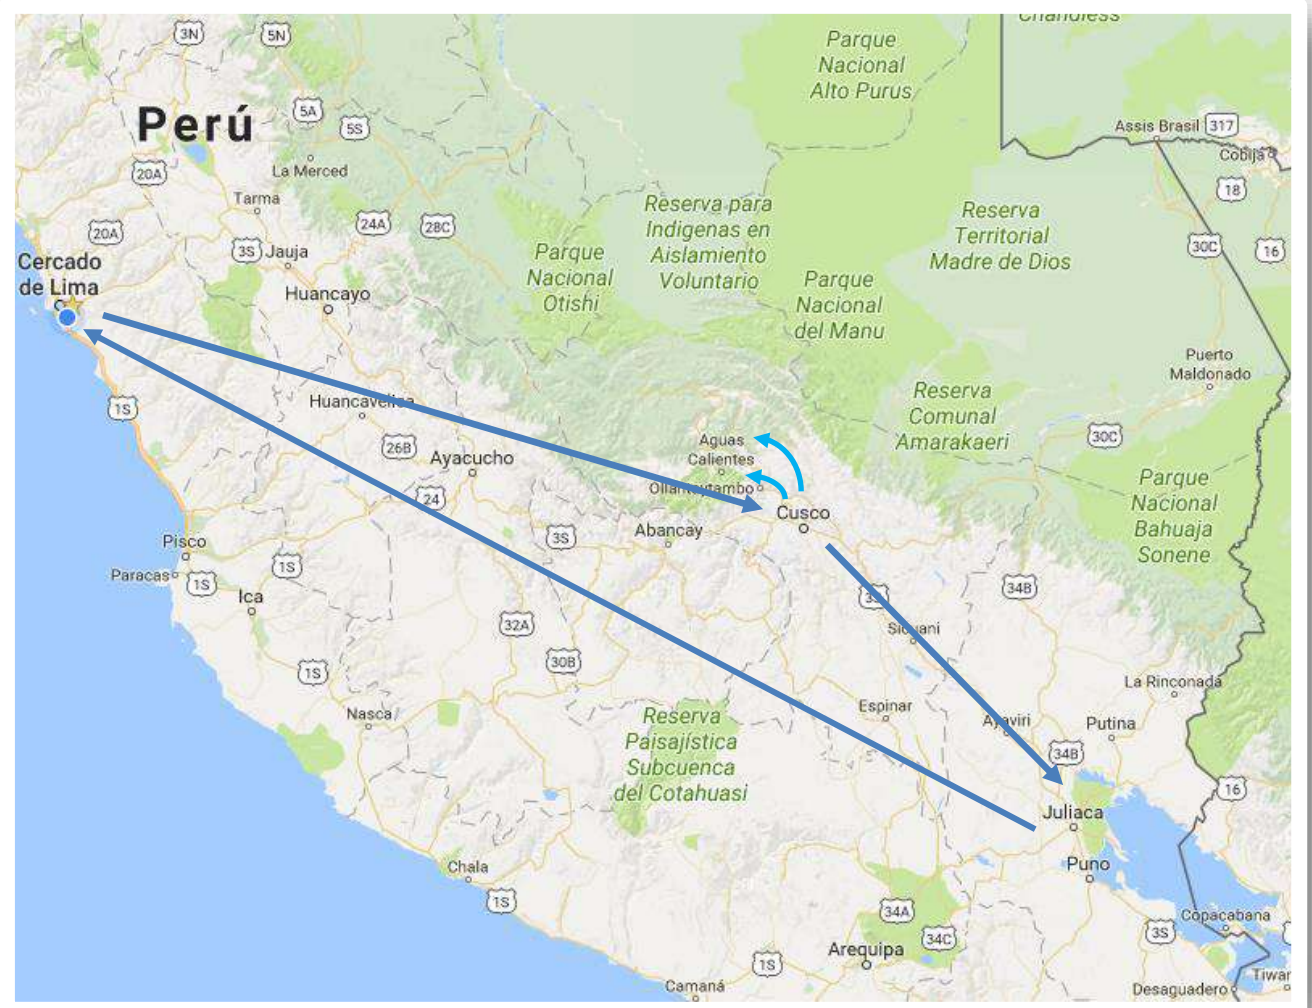 Chandless
3N
5N
Parque
Nacional
Alto Purus
Perú
5A
5S
Assis Brasil
317
Cobija
La Merced
20A
18
Tarma
Reserva para
Indigenas en
Aislamiento
Voluntario
Reserva
Territorial
Madre de Dios
24A
28C
20A
3S
Jauja
30C
16
Cercado
de Lima
Parque
Nacional
Otishi
Parque
Nacional
del Manu
Huancayo
Puerto
Maldonado
1S
Huancavelica
Reserva
Comunal
Amarakaeri
30C
26B
Ayacucho
Aguas
Calientes
24
Ollantaytambo
Parque
Nacional
Bahuaja
Sonene
Cusco
Abancay
3S
Pisco
Paracas
1S
1S
Ica
3S
34B
32A
Sicuani
30B
1S
La Rinconada
Nasca
Reserva
Paisajística
Subcuenca
del Cotahuasi
Espinar
Ayaviri
Putina
34B
16
Juliaca
Chala
Puno
1S
34A
34C
Copacabana
3S
Arequipa
1S
Camaná
Desaguadero
Tiwar